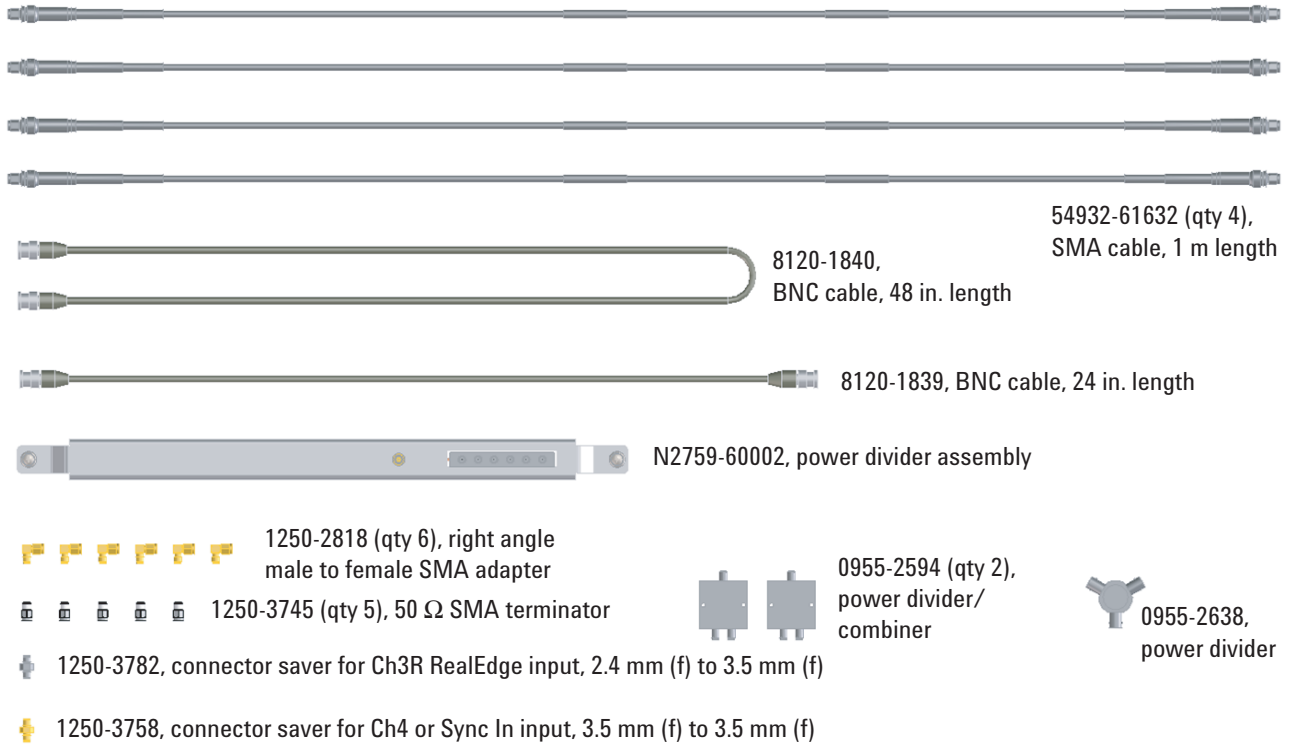 54932-61632 (qty 4),
SMA cable, 1 m length
8120-1840,
BNC cable, 48 in. length
8120-1839, BNC cable, 24 in. length
N2759-60002, power divider assembly
1250-2818 (qty 6), right angle
male to female SMA adapter
0955-2594 (qty 2),
power divider/
combiner
0955-2638,
power divider
1250-3745 (qty 5), 50 Ω SMA terminator
1250-3782, connector saver for Ch3R RealEdge input, 2.4 mm (f) to 3.5 mm (f)
1250-3758, connector saver for Ch4 or Sync In input, 3.5 mm (f) to 3.5 mm (f)